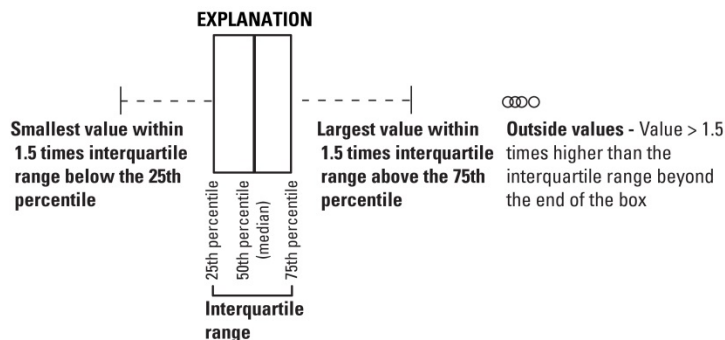 EXPLANATION
Smallest value within
1.5 times interquartile
range below the 25th
percentile
Largest value within
1.5 times interquartile
range above the 75th
percentile
Outside values - Value > 1.5
times higher than the
interquartile range beyond
the end of the box
25th percentile
50th percentile
(median)
75th percentile
Interquartile
range